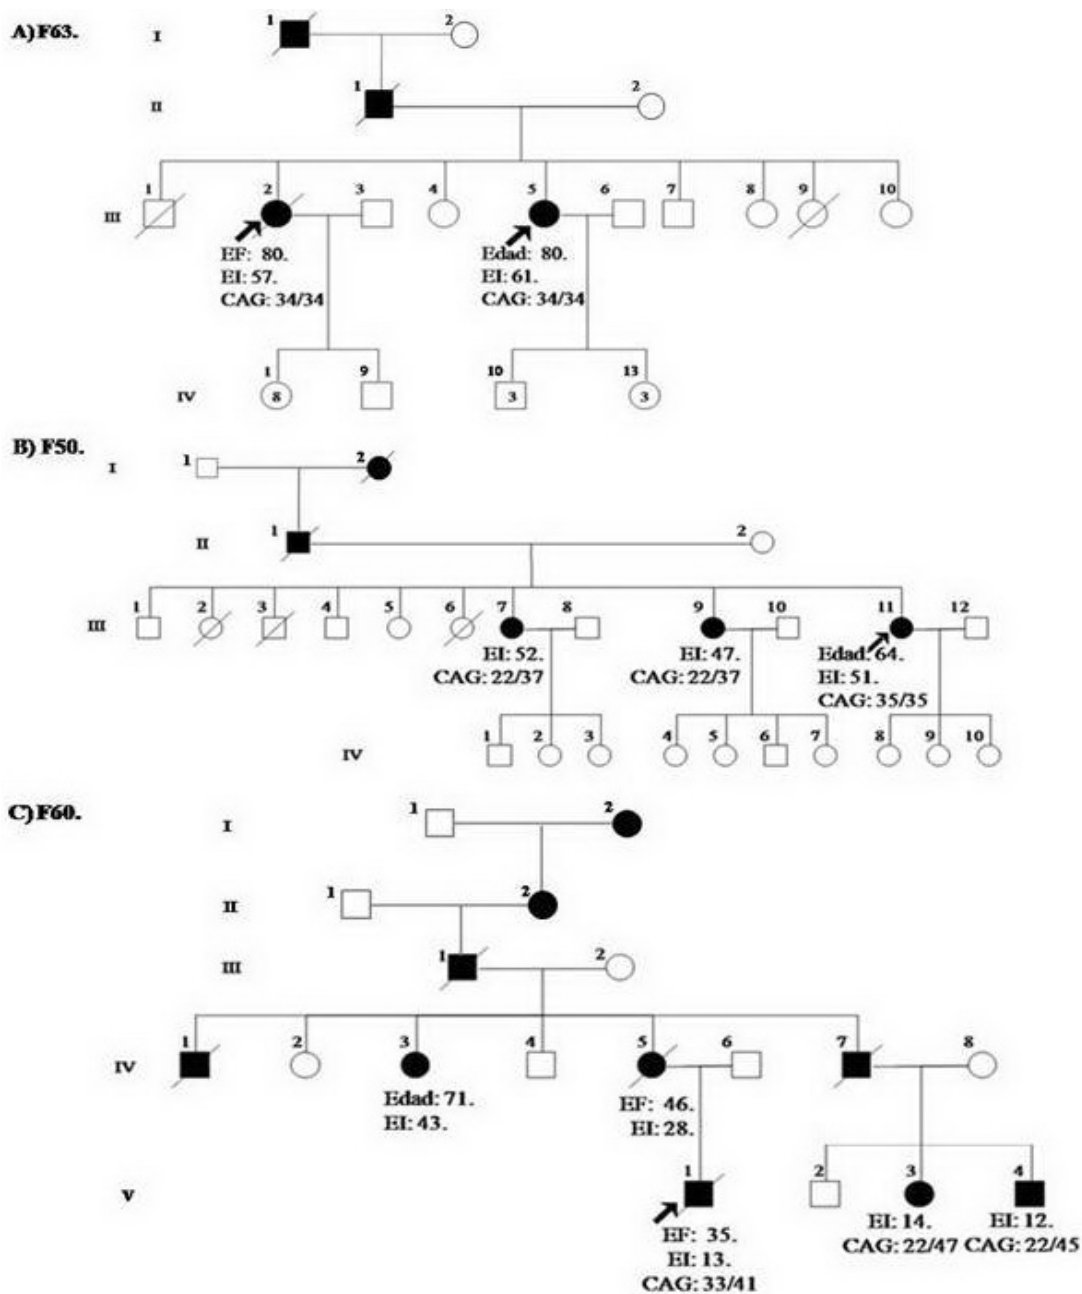 A) F63.
I
1
2
II
1
2
III
1
2
3
4
5
6
7
8
9
10
EF: 80.
EI: 57.
CAG: 34/34
Edad: 80.
EI: 61.
CAG: 34/34
IV
1
8
9
10
3
13
3
B) F50.
I
1
2
II
1
2
III
1
2
3
4
5
6
7
8
9
10
11
12
EI: 52.
CAG: 22/37
EI: 47.
CAG: 22/37
Edad: 64.
EI: 51.
CAG: 35/35
IV
1
2
3
4
5
6
7
8
9
10
C) F60.
I
1
2
II
1
2
III
1
2
IV
1
2
3
4
5
6
7
8
Edad: 71.
EI: 43.
EF: 46.
EI: 28.
V
1
2
3
4
EF: 35.
EI: 13.
CAG: 33/41
EI: 14.
CAG: 22/47
EI: 12.
CAG: 22/45